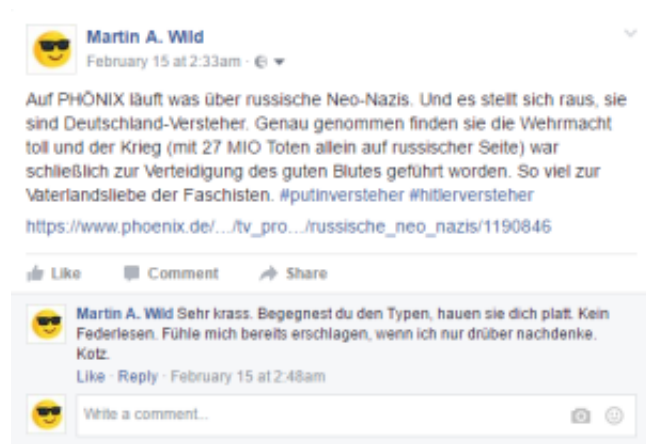 Martin A. Wild
February 15 at 2:33am
Auf PHÖNIX läuft was über russische Neo-Nazis. Und es stellt sich raus, sie
sind Deutschland-Versteher. Genau genommen finden sie die Wehrmacht
toll und der Krieg (mit 27 MIO Toten allein auf russischer Seite) war
schließlich zur Verteidigung des guten Blutes geführt worden. So viel zur
Vaterlandsliebe der Faschisten. #putinversteher #hitlerversteher
https://www.phoenix.de/.../tv_pro.../russische_neo_nazis/1190846
Like Comment Share
Martin A. Wild Sehr krass. Begegnest du den Typen, hauen sie dich platt. Kein
Federlesen. Fühle mich bereits erschlagen, wenn ich nur drüber nachdenke.
Kotz.
Like · Reply · February 15 at 2:48am
Write a comment...